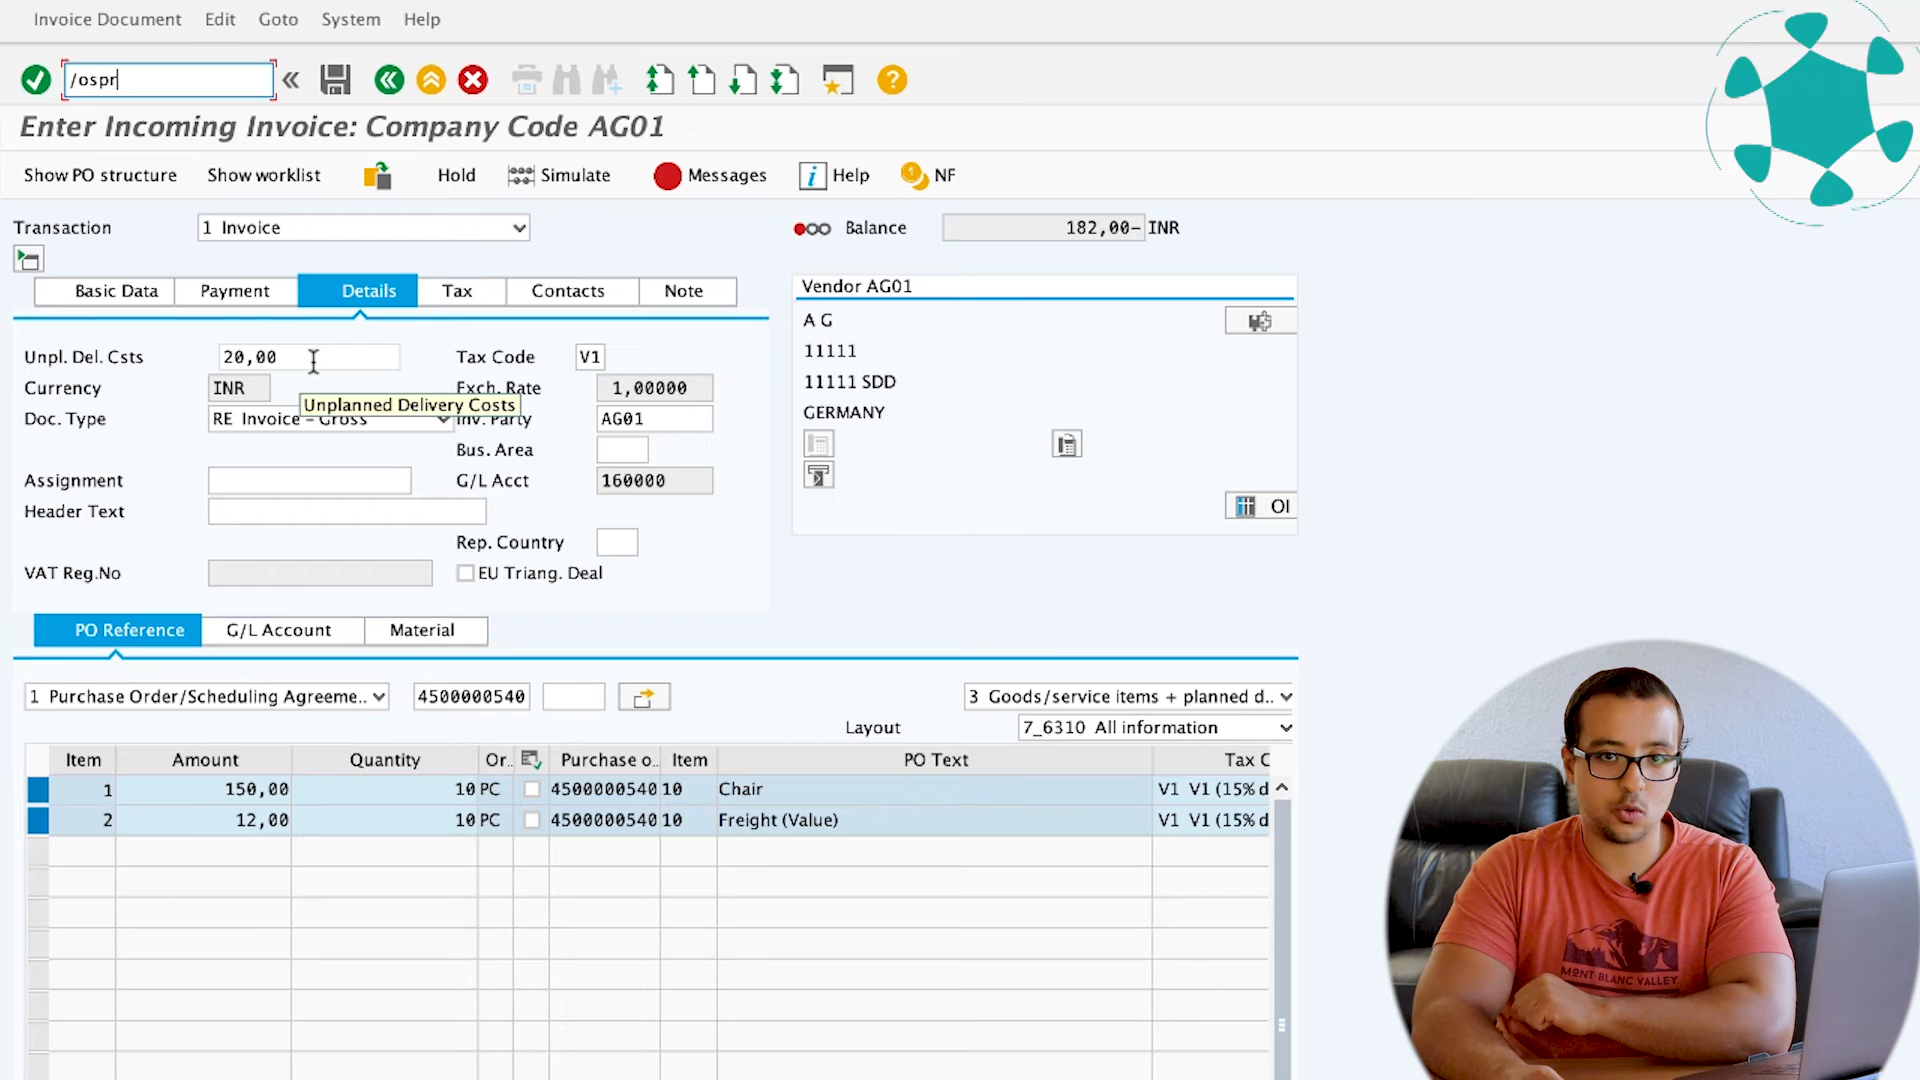 Invoice Document Edit Goto System Help
/ospr
Enter Incoming Invoice: Company Code AG01
Show PO structure Show worklist Hold Simulate Messages Help NF
Transaction 1 Invoice Balance 182,00- INR
Basic Data Payment Details Tax Contacts Note
Vendor AG01
A G
11111
11111 SDD
GERMANY
OI
Unpl. Del. Csts 20,00 Tax Code V1
Currency INR Exch. Rate 1,00000
Unplanned Delivery Costs
Doc. Type RE Invoice - Gross Inv. Party AG01
Bus. Area
Assignment G/L Acct 160000
Header Text
Rep. Country
VAT Reg.No EU Triang. Deal
PO Reference G/L Account Material
1 Purchase Order/Scheduling Agreeme.. 4500000540 3 Goods/service items + planned d..
Layout 7_6310 All information
Item Amount Quantity Or.. Purchase o.. Item PO Text Tax C
1 150,00 10 PC 4500000540 10 Chair V1 V1 (15% d
2 12,00 10 PC 4500000540 10 Freight (Value) V1 V1 (15% d
MONT BLANC VALLEY